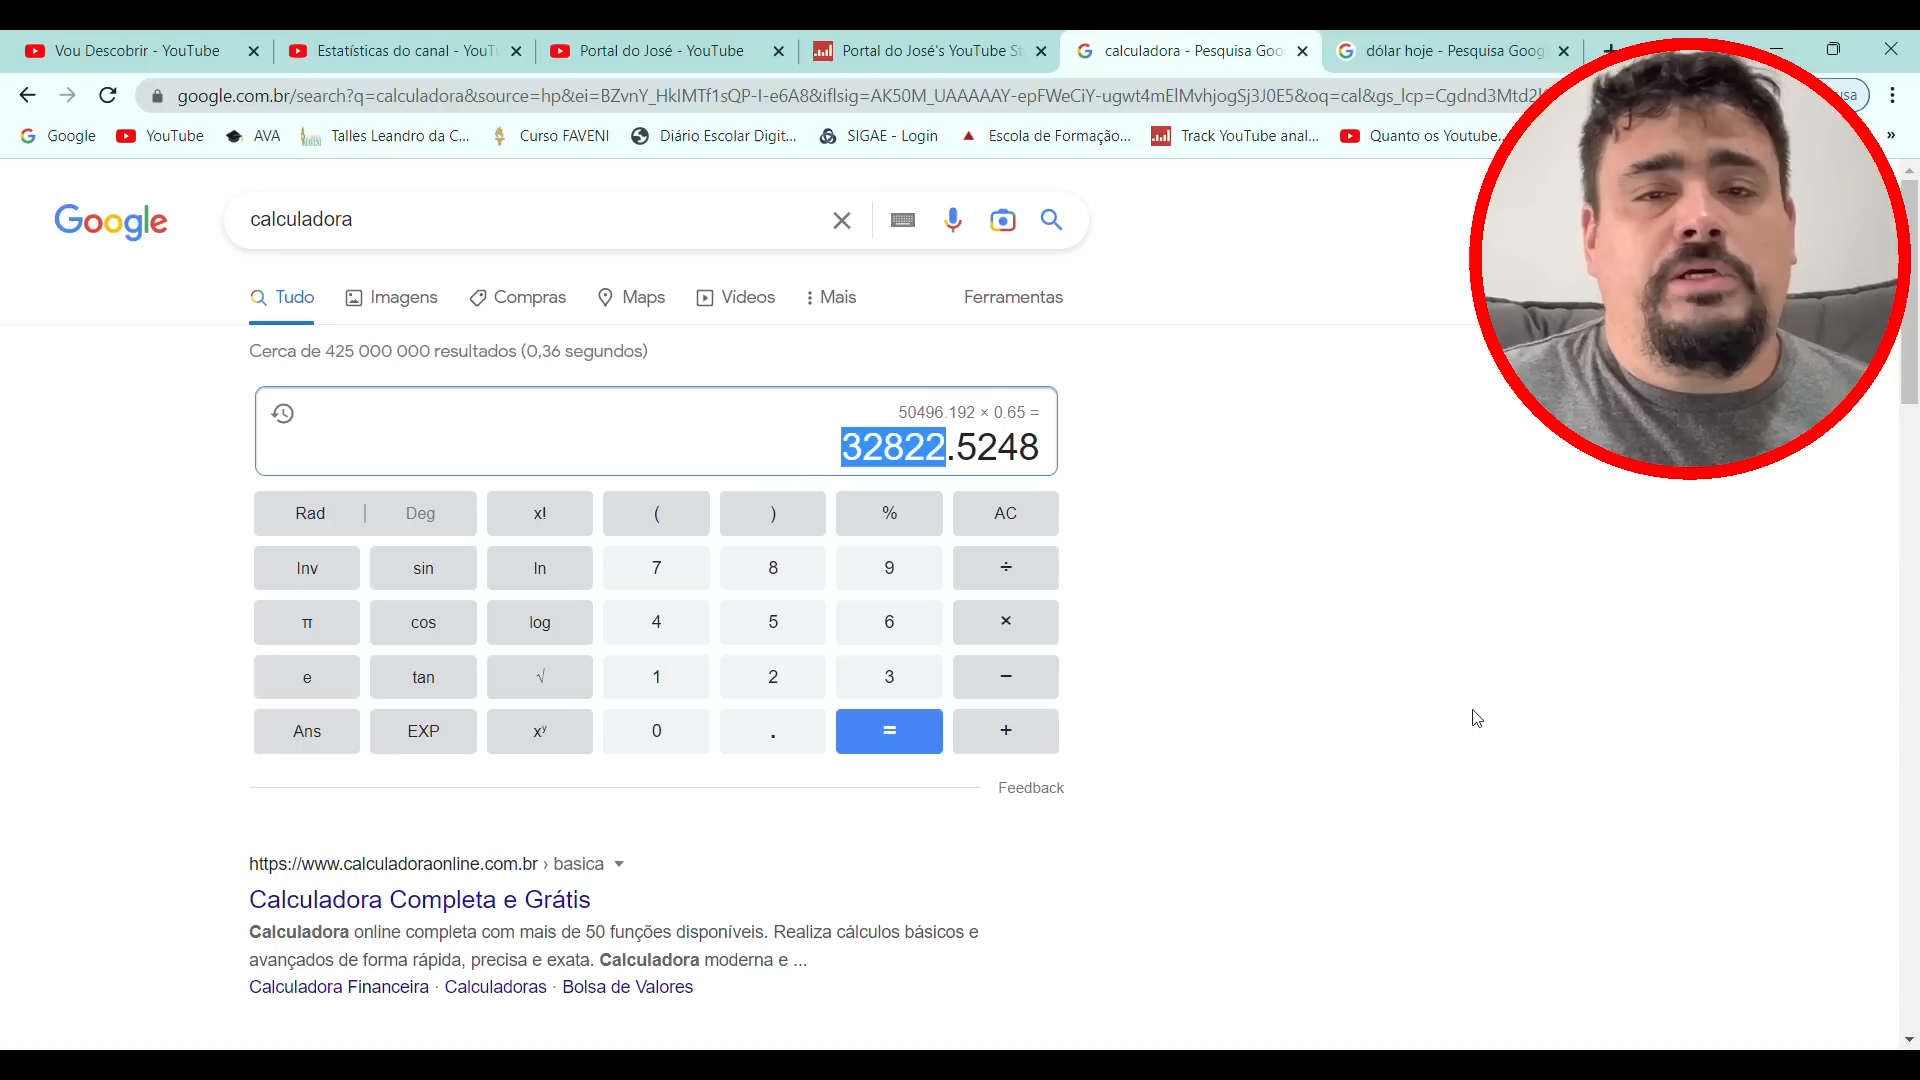 Vou Descobrir - YouTube
Estatísticas do canal - YouTu
Portal do José - YouTube
Portal do José's YouTube St
calculadora - Pesquisa Goo
dólar hoje - Pesquisa Goog
google.com.br/search?q=calculadora&source=hp&ei=BZvnY_HkIMTf1sQP-I-e6A8&iflsig=AK50M_UAAAAAY-epFWeCiY-ugwt4mElMvhjogSj3J0E5&oq=cal&gs_lcp=Cgdnd3Mtd2l
usa
Google
YouTube
AVA
Talles Leandro da C...
Curso FAVENI
Diário Escolar Digit...
SIGAE - Login
Escola de Formação...
Track YouTube anal...
Quanto os Youtube...
»
Google
calculadora
Tudo
Imagens
Compras
Maps
Vídeos
Mais
Ferramentas
Cerca de 425 000 000 resultados (0,36 segundos)
50496.192 × 0.65 =
32822.5248
Rad | Deg x! ( ) % AC
Inv sin ln 7 8 9 ÷
π cos log 4 5 6 ×
e tan √ 1 2 3 −
Ans EXP xʸ 0 . = +
Feedback
https://www.calculadoraonline.com.br › basica
Calculadora Completa e Grátis
Calculadora online completa com mais de 50 funções disponíveis. Realiza cálculos básicos e
avançados de forma rápida, precisa e exata. Calculadora moderna e ...
Calculadora Financeira · Calculadoras · Bolsa de Valores